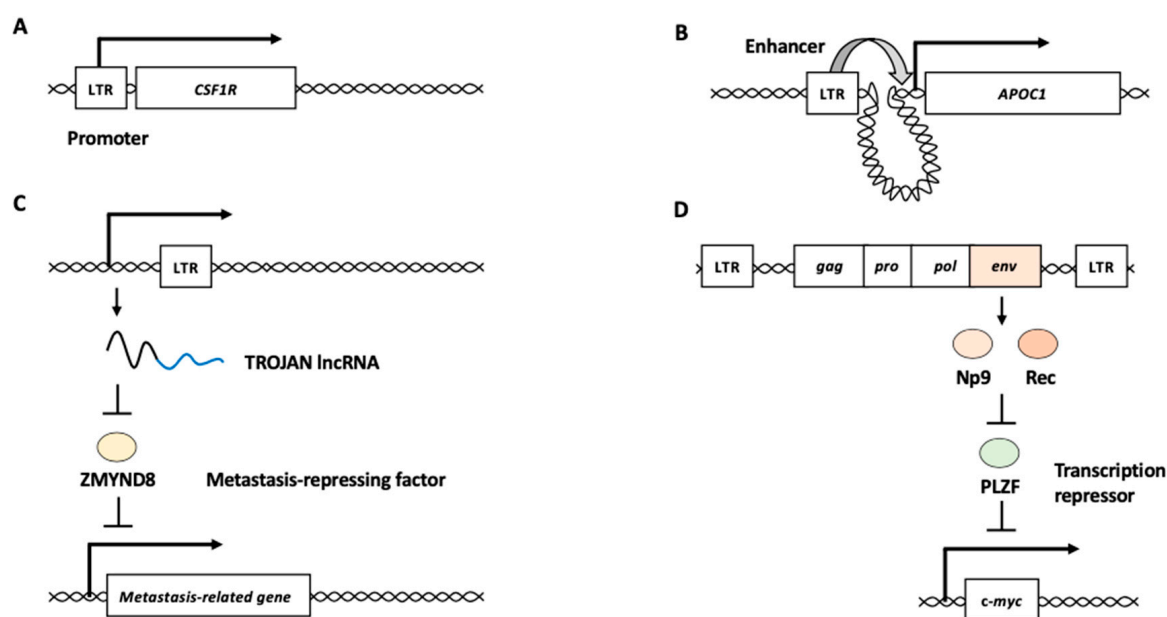 A
LTR
CSF1R
Promoter
B
Enhancer
LTR
APOC1
C
LTR
TROJAN lncRNA
ZMYND8
Metastasis-repressing factor
Metastasis-related gene
D
LTR
gag
pro
pol
env
LTR
Np9
Rec
PLZF
Transcription
repressor
c-myc